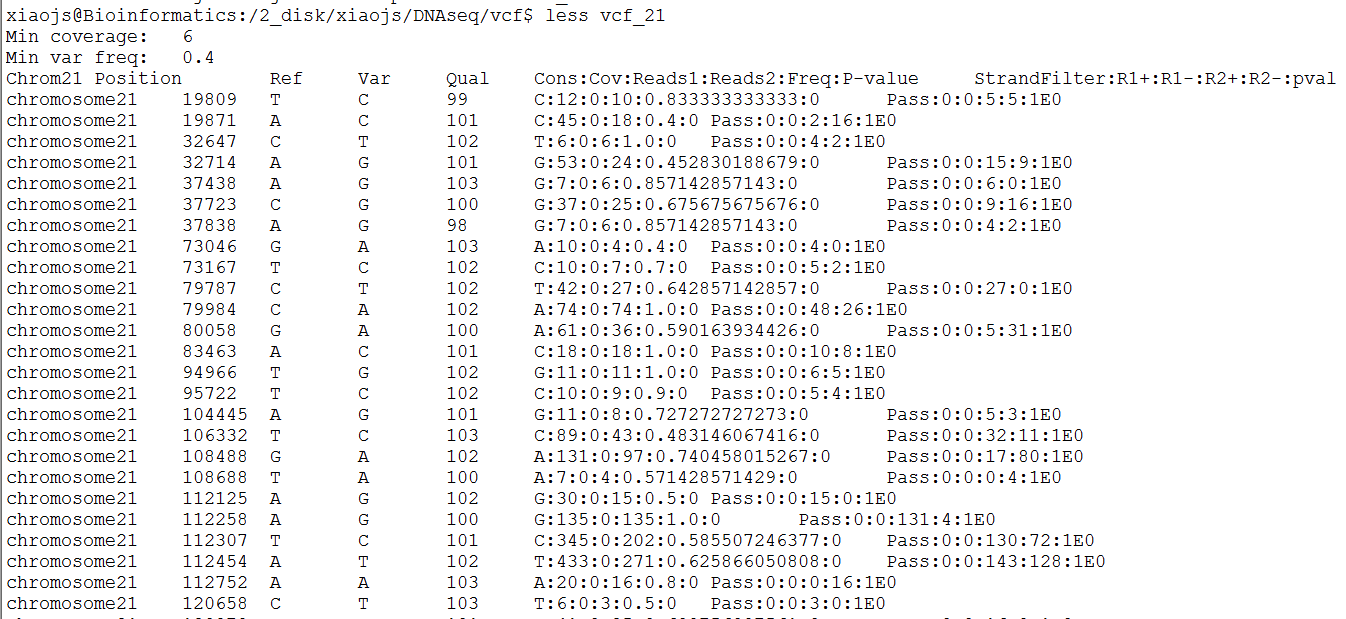 xiaojs@Bioinformatics:/2_disk/xiaojs/DNAseq/vcf$ less vcf_21
Min coverage:   6
Min var freq:   0.4
Chrom21 Position        Ref     Var     Qual    Cons:Cov:Reads1:Reads2:Freq:P-value     StrandFilter:R1+:R1-:R2+:R2-:pval
chromosome21    19809   T       C       99      C:12:0:10:0.833333333333:0      Pass:0:0:5:5:1E0
chromosome21    19871   A       C       101     C:45:0:18:0.4:0 Pass:0:0:2:16:1E0
chromosome21    32647   C       T       102     T:6:0:6:1.0:0   Pass:0:0:4:2:1E0
chromosome21    32714   A       G       101     G:53:0:24:0.452830188679:0      Pass:0:0:15:9:1E0
chromosome21    37438   A       G       103     G:7:0:6:0.857142857143:0        Pass:0:0:6:0:1E0
chromosome21    37723   C       G       100     G:37:0:25:0.675675675676:0      Pass:0:0:9:16:1E0
chromosome21    37838   A       G       98      G:7:0:6:0.857142857143:0        Pass:0:0:4:2:1E0
chromosome21    73046   G       A       103     A:10:0:4:0.4:0  Pass:0:0:4:0:1E0
chromosome21    73167   T       C       102     C:10:0:7:0.7:0  Pass:0:0:5:2:1E0
chromosome21    79787   C       T       102     T:42:0:27:0.642857142857:0      Pass:0:0:27:0:1E0
chromosome21    79984   C       A       102     A:74:0:74:1.0:0 Pass:0:0:48:26:1E0
chromosome21    80058   G       A       100     A:61:0:36:0.590163934426:0      Pass:0:0:5:31:1E0
chromosome21    83463   A       C       101     C:18:0:18:1.0:0 Pass:0:0:10:8:1E0
chromosome21    94966   T       G       102     G:11:0:11:1.0:0 Pass:0:0:6:5:1E0
chromosome21    95722   T       C       102     C:10:0:9:0.9:0  Pass:0:0:5:4:1E0
chromosome21    104445  A       G       101     G:11:0:8:0.727272727273:0       Pass:0:0:5:3:1E0
chromosome21    106332  T       C       103     C:89:0:43:0.483146067416:0      Pass:0:0:32:11:1E0
chromosome21    108488  G       A       102     A:131:0:97:0.740458015267:0     Pass:0:0:17:80:1E0
chromosome21    108688  T       A       100     A:7:0:4:0.571428571429:0        Pass:0:0:0:4:1E0
chromosome21    112125  A       G       102     G:30:0:15:0.5:0 Pass:0:0:15:0:1E0
chromosome21    112258  A       G       100     G:135:0:135:1.0:0       Pass:0:0:131:4:1E0
chromosome21    112307  T       C       101     C:345:0:202:0.585507246377:0    Pass:0:0:130:72:1E0
chromosome21    112454  A       T       102     T:433:0:271:0.625866050808:0    Pass:0:0:143:128:1E0
chromosome21    112752  A       A       103     A:20:0:16:0.8:0 Pass:0:0:0:16:1E0
chromosome21    120658  C       T       103     T:6:0:3:0.5:0   Pass:0:0:3:0:1E0